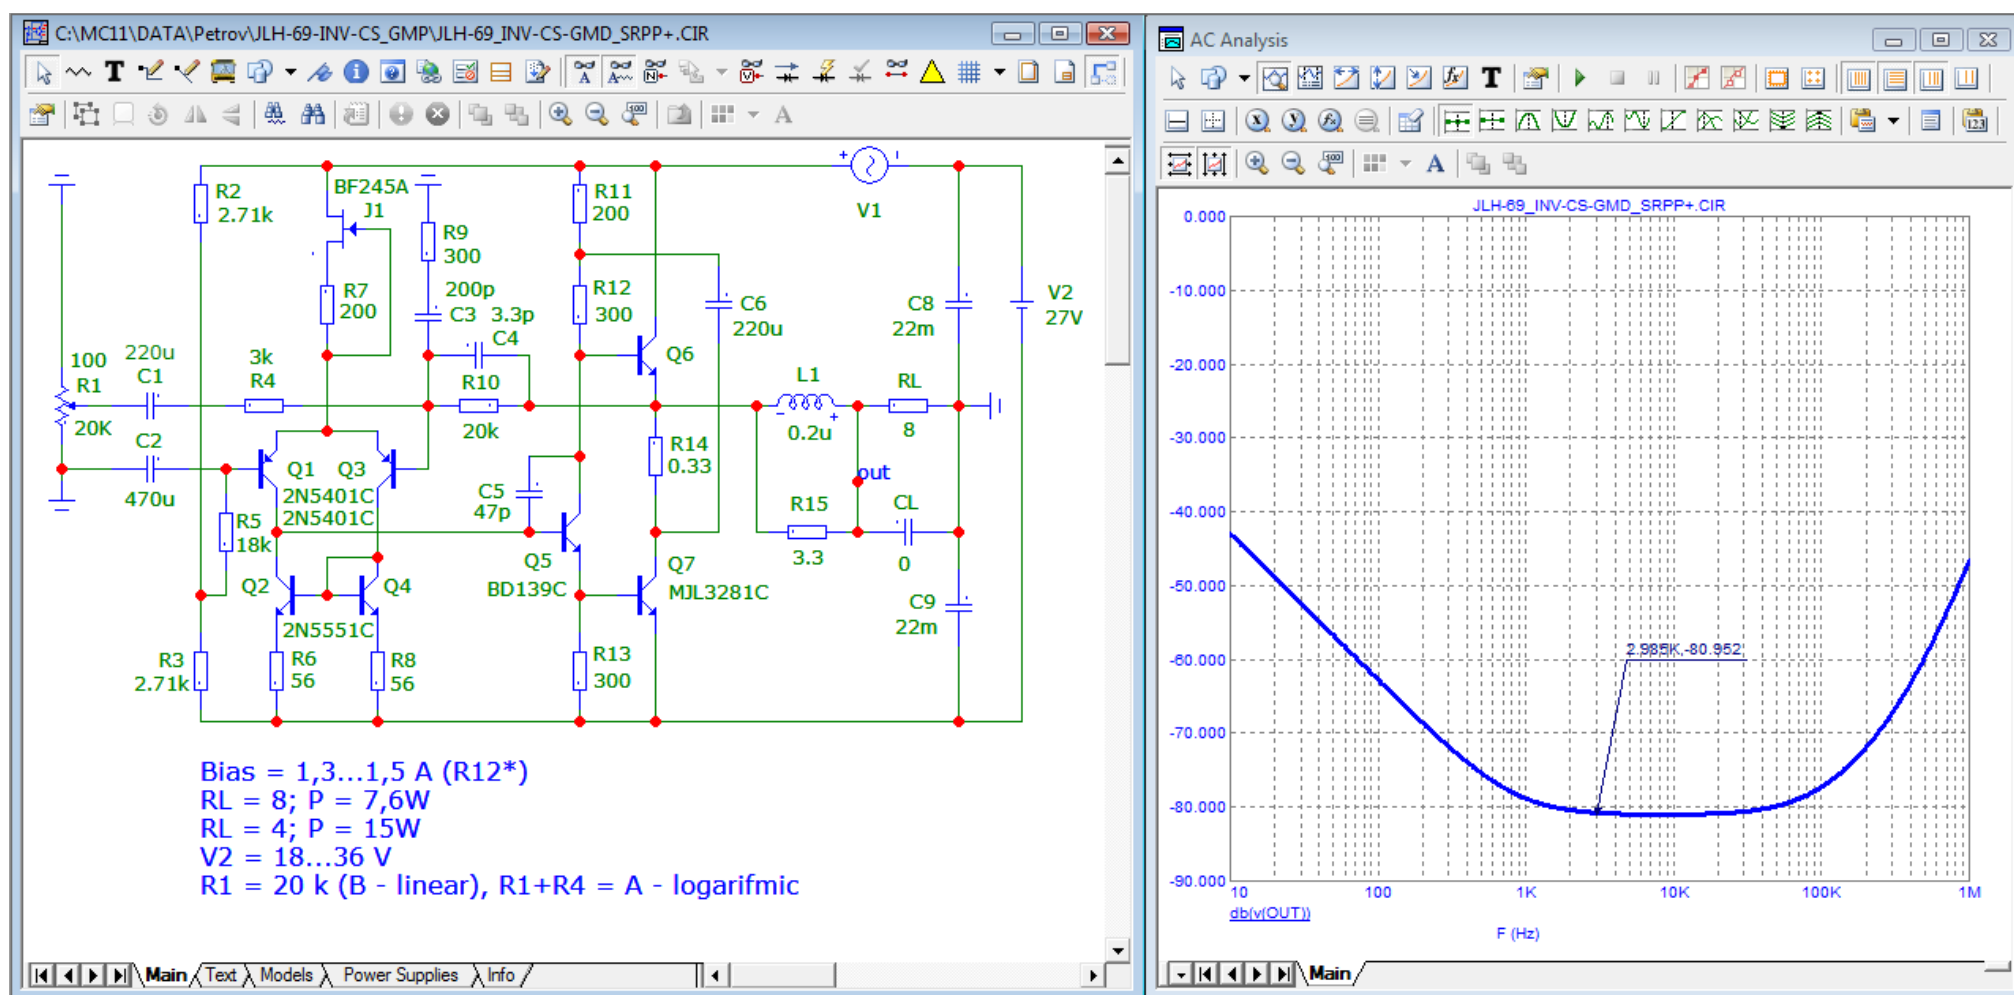 C:\MC11\DATA\Petrov\JLH-69-INV-CS_GMP\JLH-69_INV-CS-GMD_SRPP+.CIR
R2
2.71k
BF245A
J1
R9
300
R7
200
200p
C3
3.3p
C4
R11
200
R12
300
V1
C6
220u
C8
22m
V2
27V
100
R1
20K
220u
C1
3k
R4
R10
20k
Q6
L1
0.2u
RL
8
C2
470u
Q1
Q3
2N5401C
2N5401C
R14
0.33
out
C5
47p
R5
18k
R15
3.3
CL
0
Q5
BD139C
Q7
MJL3281C
Q2
Q4
2N5551C
C9
22m
R3
2.71k
R6
56
R8
56
R13
300
Bias = 1,3...1,5 A (R12*)
RL = 8; P = 7,6W
RL = 4; P = 15W
V2 = 18...36 V
R1 = 20 k (B - linear), R1+R4 = A - logarifmic
Main Text Models Power Supplies Info
AC Analysis
JLH-69_INV-CS-GMD_SRPP+.CIR
0.000
-10.000
-20.000
-30.000
-40.000
-50.000
-60.000
-70.000
-80.000
-90.000
2.985K,-80.952
10 100 1K 10K 100K 1M
db(v(OUT))
F (Hz)
Main